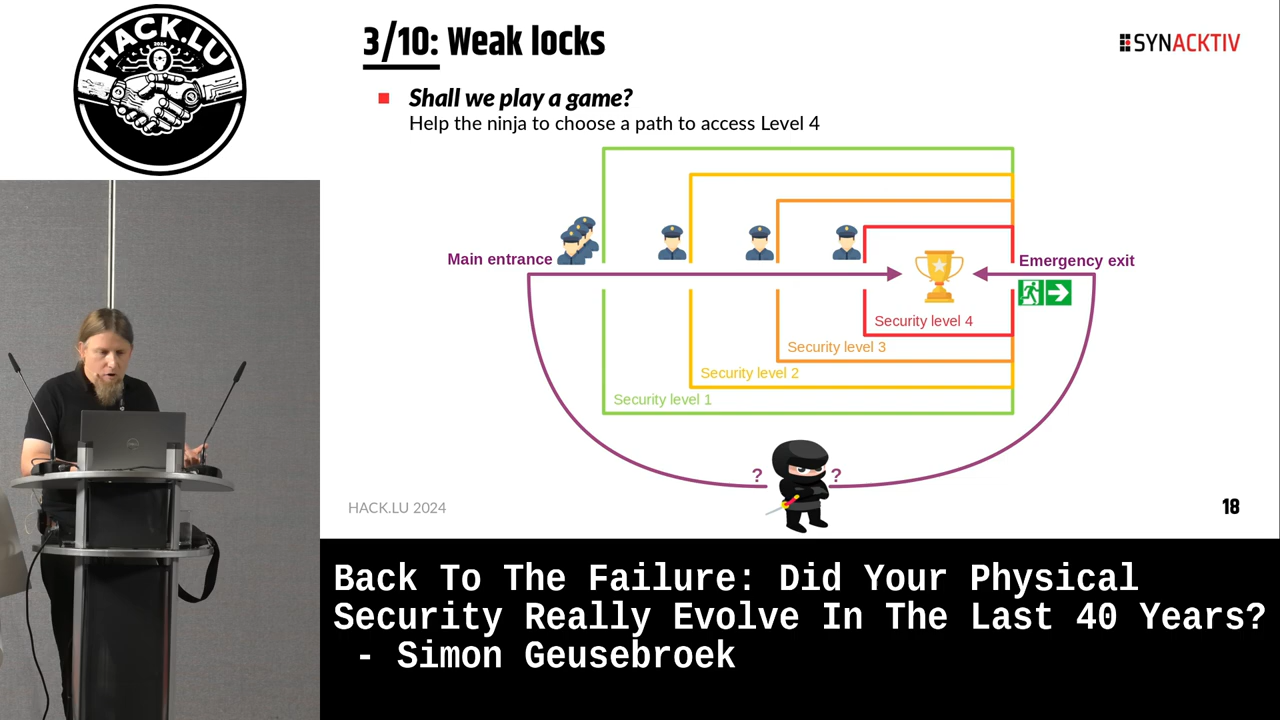 HACK.LU
2024
3/10: Weak locks
SYNACKTIV
Shall we play a game?
Help the ninja to choose a path to access Level 4
Main entrance
Emergency exit
Security level 4
Security level 3
Security level 2
Security level 1
? ?
HACK.LU 2024
18
Back To The Failure: Did Your Physical
Security Really Evolve In The Last 40 Years?
- Simon Geusebroek